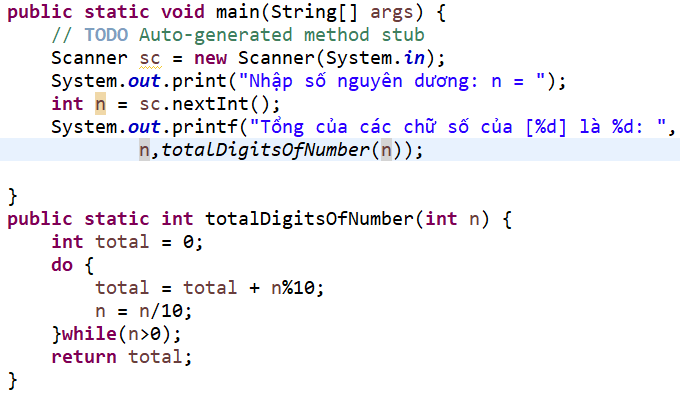 public static void main(String[] args) {
// TODO Auto-generated method stub
Scanner sc = new Scanner(System.in);
System.out.print("Nhập số nguyên dương: n = ");
int n = sc.nextInt();
System.out.printf("Tổng của các chữ số của [%d] là %d: ",
n,totalDigitsOfNumber(n));
}
public static int totalDigitsOfNumber(int n) {
int total = 0;
do {
total = total + n%10;
n = n/10;
}while(n>0);
return total;
}